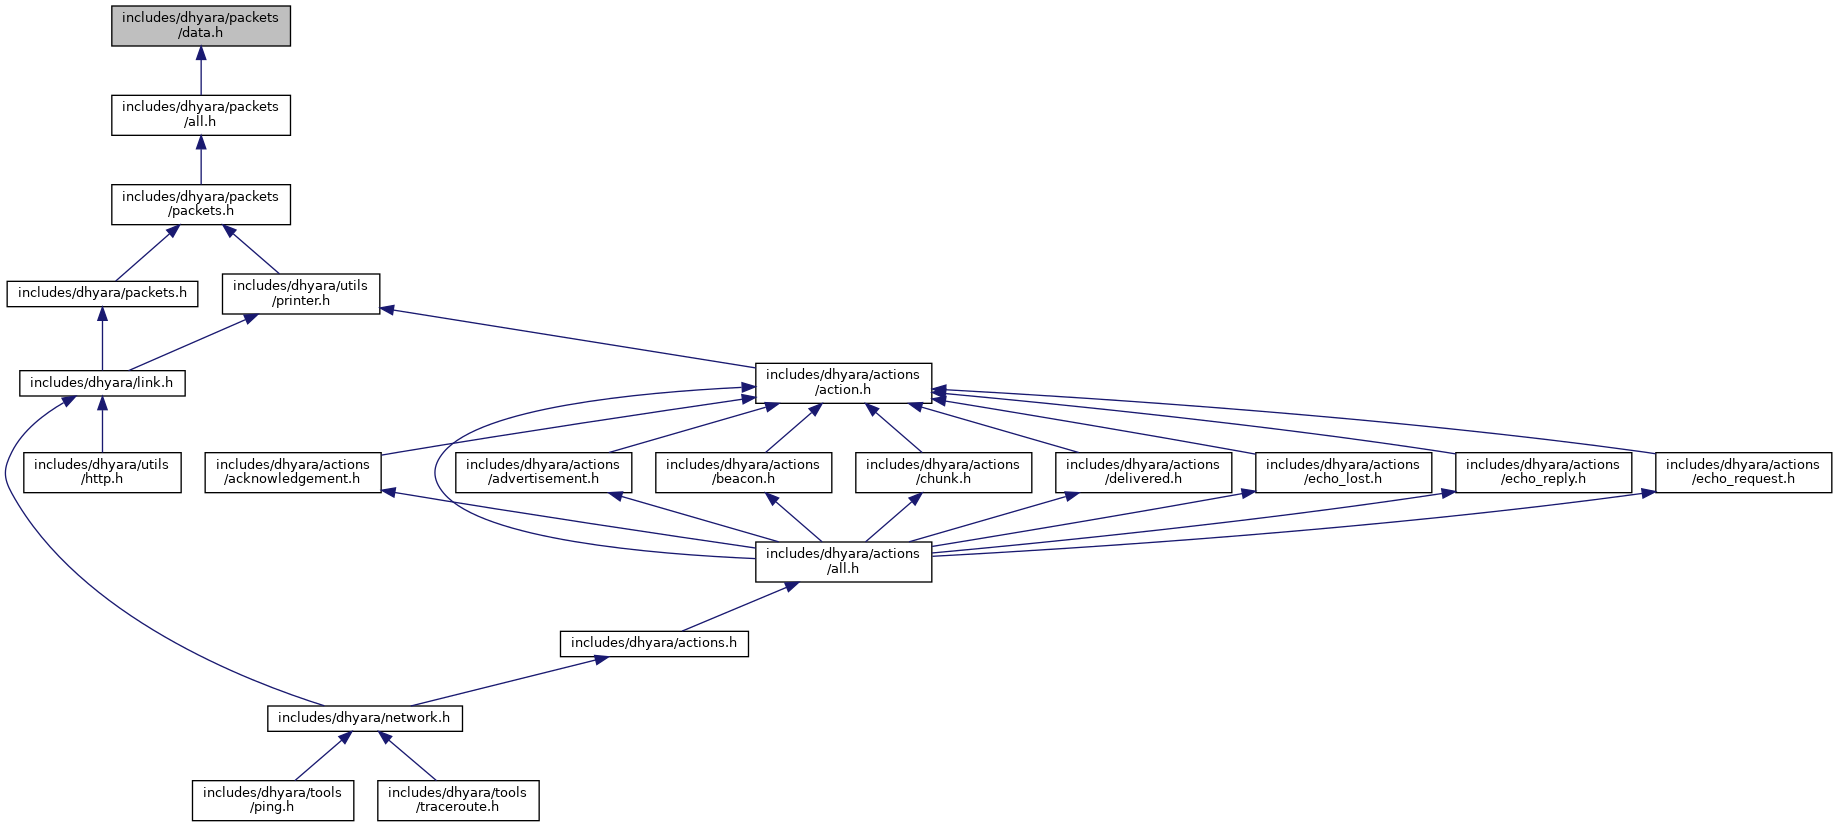 includes/dhyara/packets
/data.h
includes/dhyara/packets
/all.h
includes/dhyara/packets
/packets.h
includes/dhyara/packets.h
includes/dhyara/utils
/printer.h
includes/dhyara/link.h
includes/dhyara/actions
/action.h
includes/dhyara/utils
/http.h
includes/dhyara/actions
/acknowledgement.h
includes/dhyara/actions
/advertisement.h
includes/dhyara/actions
/beacon.h
includes/dhyara/actions
/chunk.h
includes/dhyara/actions
/delivered.h
includes/dhyara/actions
/echo_lost.h
includes/dhyara/actions
/echo_reply.h
includes/dhyara/actions
/echo_request.h
includes/dhyara/actions
/all.h
includes/dhyara/actions.h
includes/dhyara/network.h
includes/dhyara/tools
/ping.h
includes/dhyara/tools
/traceroute.h